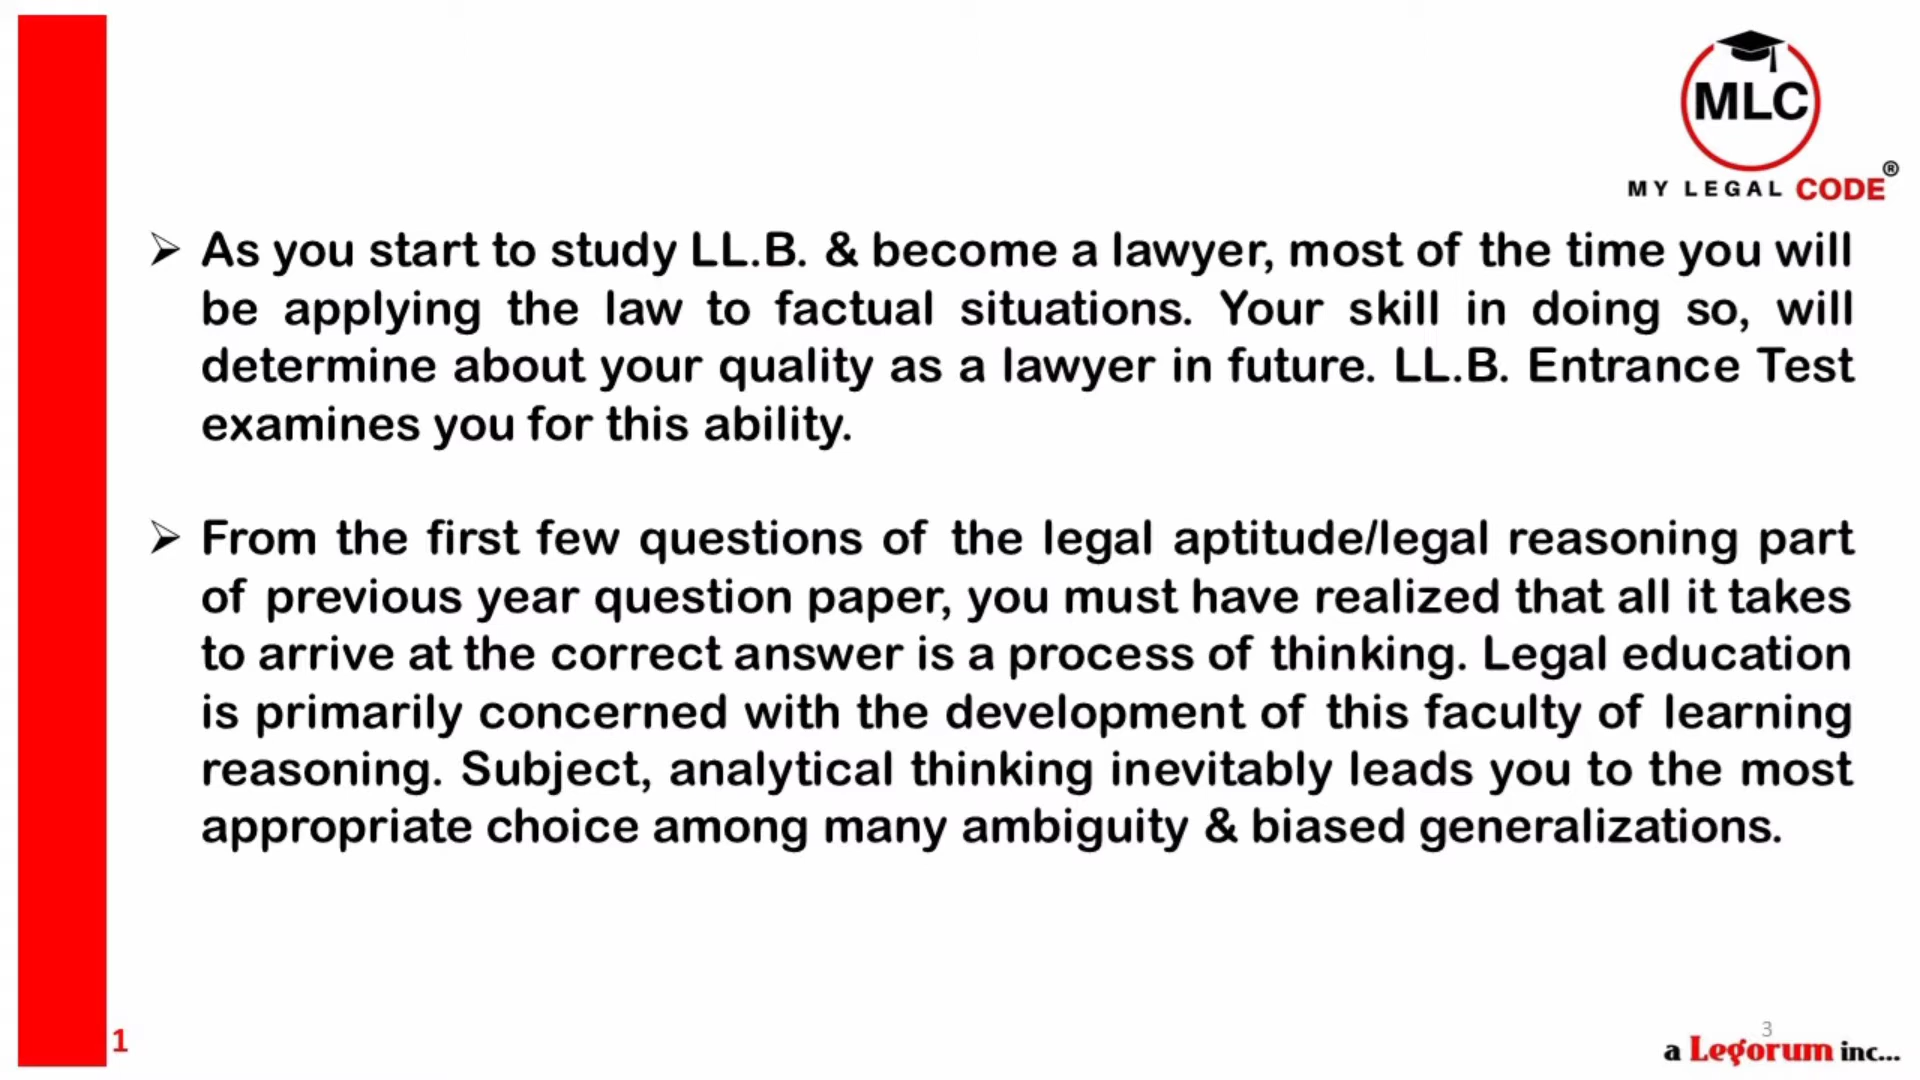 MLC
MY LEGAL CODE®
➢ As you start to study LL.B. & become a lawyer, most of the time you will
be applying the law to factual situations. Your skill in doing so, will
determine about your quality as a lawyer in future. LL.B. Entrance Test
examines you for this ability.
➢ From the first few questions of the legal aptitude/legal reasoning part
of previous year question paper, you must have realized that all it takes
to arrive at the correct answer is a process of thinking. Legal education
is primarily concerned with the development of this faculty of learning
reasoning. Subject, analytical thinking inevitably leads you to the most
appropriate choice among many ambiguity & biased generalizations.
1
3
a Legorum inc...